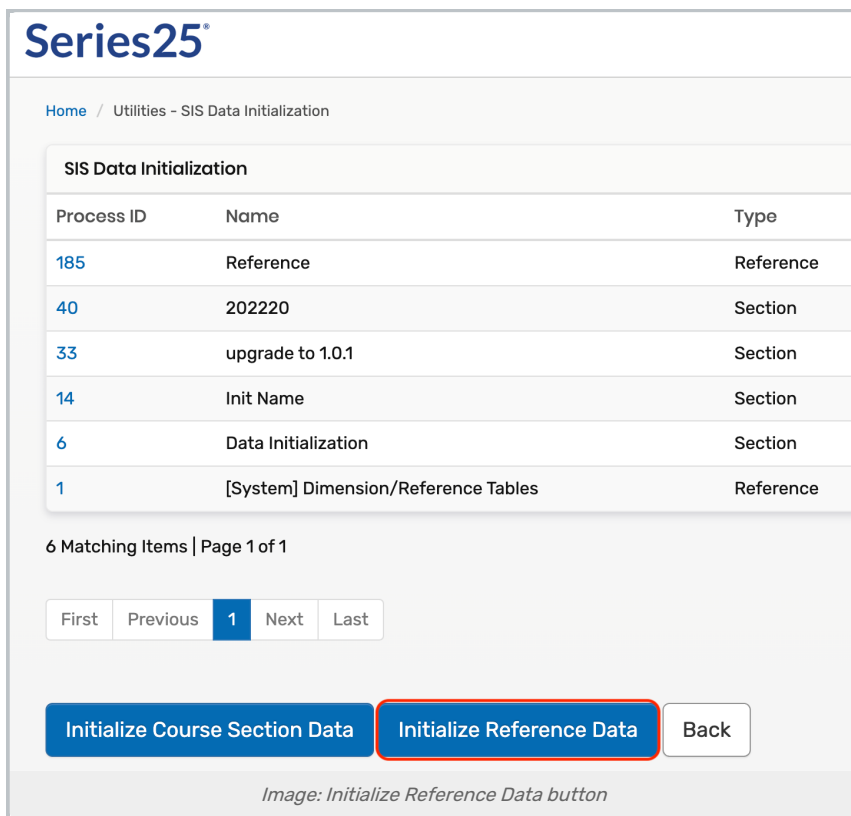 Series25®
Home / Utilities - SIS Data Initialization
SIS Data Initialization
Process ID Name Type
185 Reference Reference
40 202220 Section
33 upgrade to 1.0.1 Section
14 Init Name Section
6 Data Initialization Section
1 [System] Dimension/Reference Tables Reference
6 Matching Items | Page 1 of 1
First Previous 1 Next Last
Initialize Course Section Data Initialize Reference Data Back
Image: Initialize Reference Data button